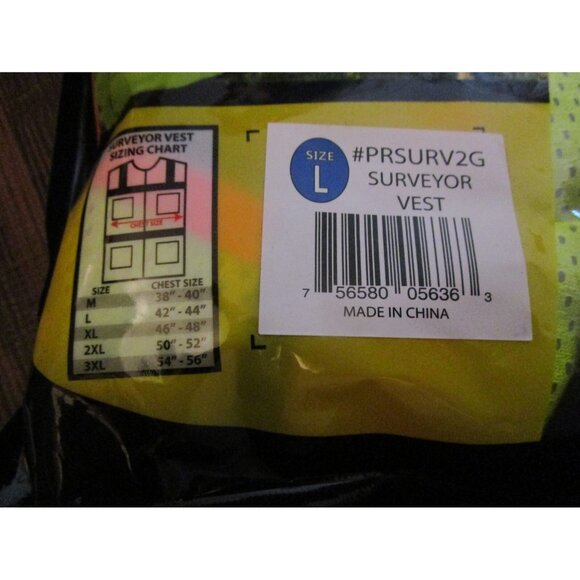 SURVEYOR VEST
SIZING CHART
CHEST SIZE
SIZE CHEST SIZE
M 38" - 40"
L 42" - 44"
XL 46" - 48"
2XL 50" - 52"
3XL 54" - 56"
SIZE
L
#PRSURV2G
SURVEYOR
VEST
7 56580 05636 3
MADE IN CHINA